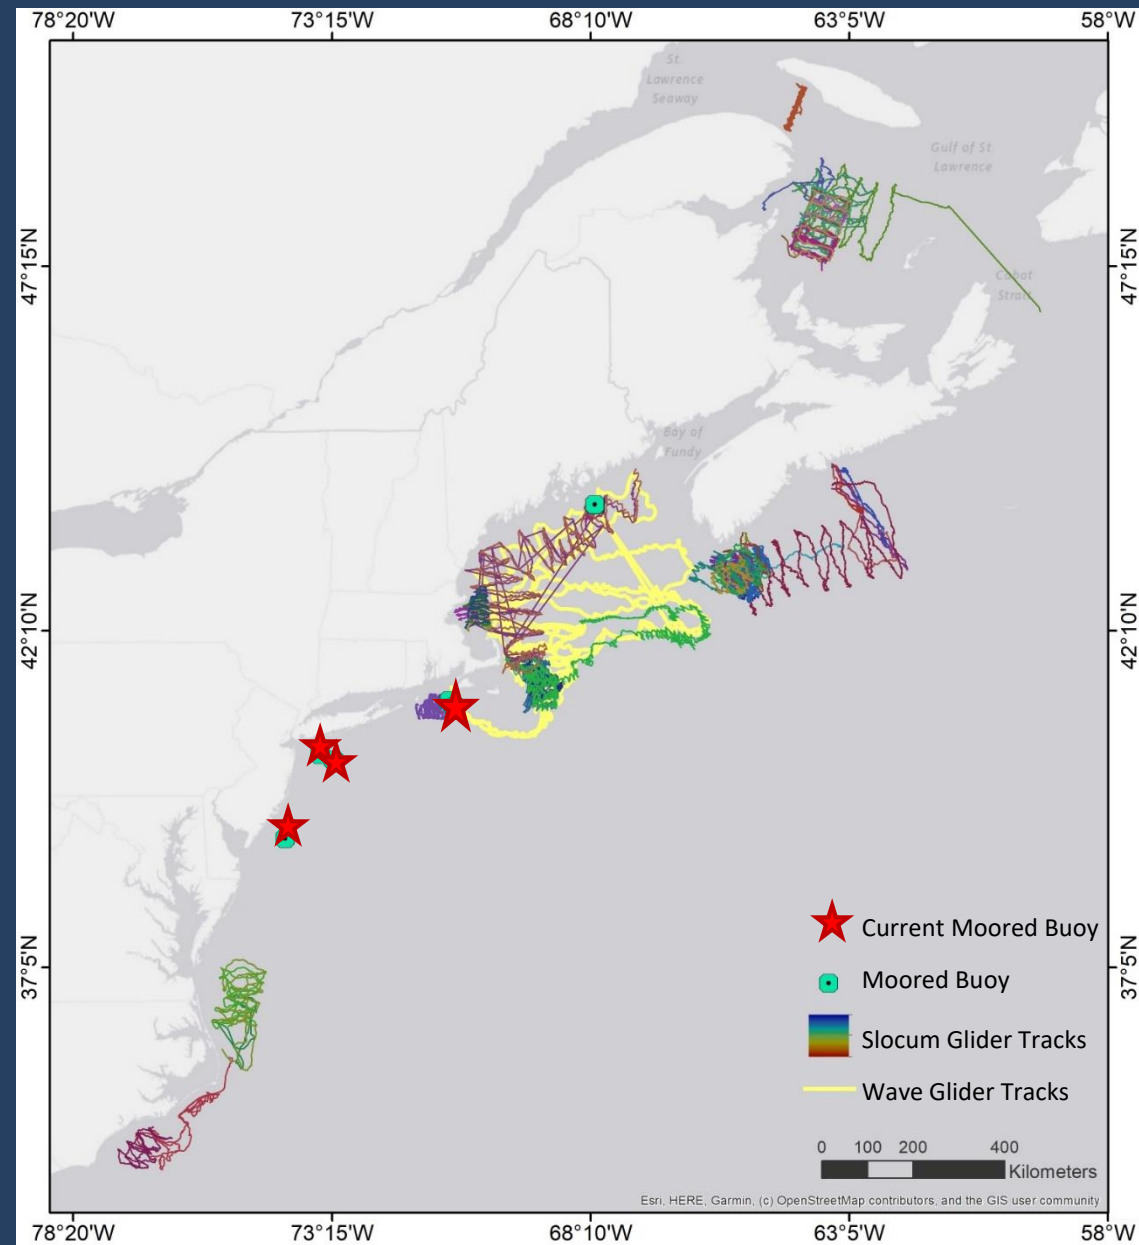 78°20'W 73°15'W 68°10'W 63°5'W 58°W
St.
Lawrence
Seaway
Gulf of St.
Lawrence
47°15'N
47°15'N
Cabot
Strait
Bay of
Fundy
42°10'N
42°10'N
37°5'N
37°5'N
Current Moored Buoy
Moored Buoy
Slocum Glider Tracks
Wave Glider Tracks
0 100 200 400
Kilometers
Esri, HERE, Garmin, (c) OpenStreetMap contributors, and the GIS user community
78°20'W 73°15'W 68°10'W 63°5'W 58°W